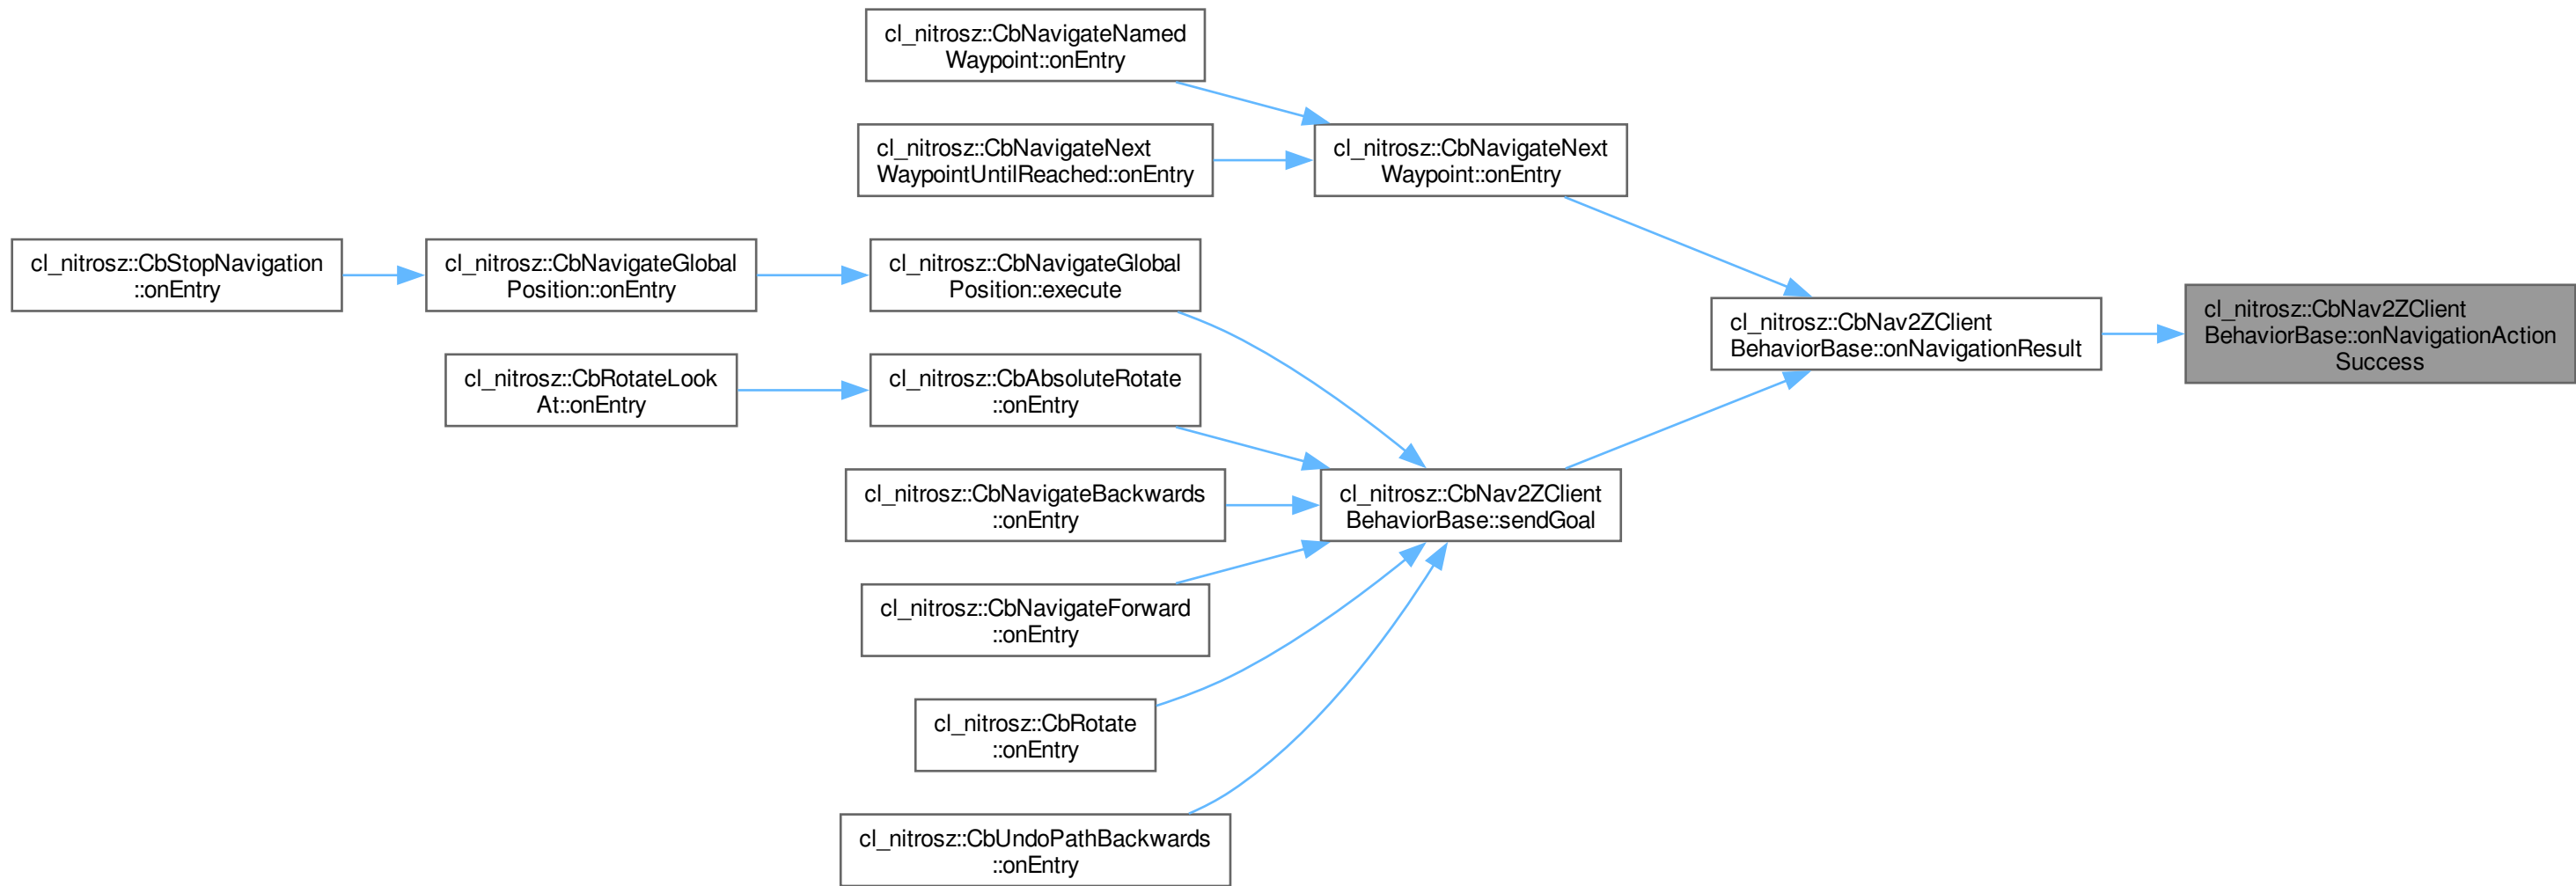 cl_nitrosz::CbNavigateNamed
Waypoint::onEntry
cl_nitrosz::CbNavigateNext
WaypointUntilReached::onEntry
cl_nitrosz::CbNavigateNext
Waypoint::onEntry
cl_nitrosz::CbStopNavigation
::onEntry
cl_nitrosz::CbNavigateGlobal
Position::onEntry
cl_nitrosz::CbNavigateGlobal
Position::execute
cl_nitrosz::CbNav2ZClient
BehaviorBase::onNavigationResult
cl_nitrosz::CbNav2ZClient
BehaviorBase::onNavigationAction
Success
cl_nitrosz::CbRotateLook
At::onEntry
cl_nitrosz::CbAbsoluteRotate
::onEntry
cl_nitrosz::CbNavigateBackwards
::onEntry
cl_nitrosz::CbNav2ZClient
BehaviorBase::sendGoal
cl_nitrosz::CbNavigateForward
::onEntry
cl_nitrosz::CbRotate
::onEntry
cl_nitrosz::CbUndoPathBackwards
::onEntry